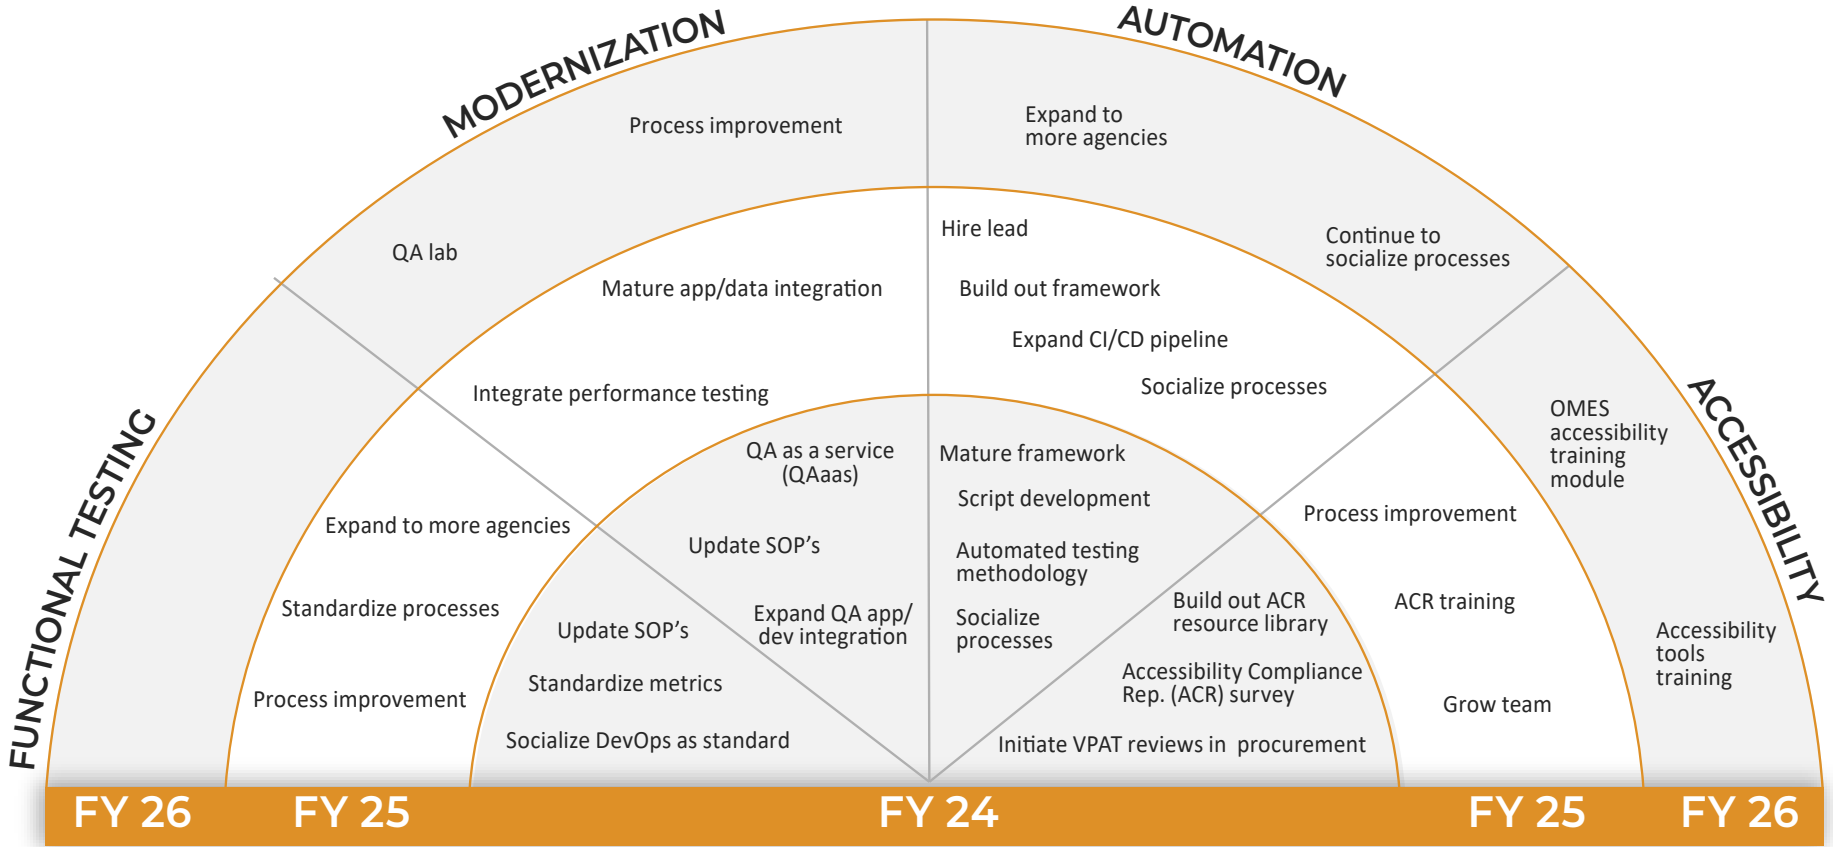 MODERNIZATION
AUTOMATION
FUNCTIONAL TESTING
ACCESSIBILITY
Process improvement
QA lab
Expand to
more agencies
Continue to
socialize processes
Mature app/data integration
Integrate performance testing
Hire lead
Build out framework
Expand CI/CD pipeline
Socialize processes
OMES
accessibility
training
module
Accessibility
tools
training
Expand to more agencies
Standardize processes
Process improvement
QA as a service
(QAaas)
Update SOP's
Expand QA app/
dev integration
Mature framework
Script development
Automated testing
methodology
Socialize
processes
Process improvement
ACR training
Grow team
Update SOP's
Standardize metrics
Socialize DevOps as standard
Build out ACR
resource library
Accessibility Compliance
Rep. (ACR) survey
Initiate VPAT reviews in procurement
FY 26
FY 25
FY 24
FY 25
FY 26